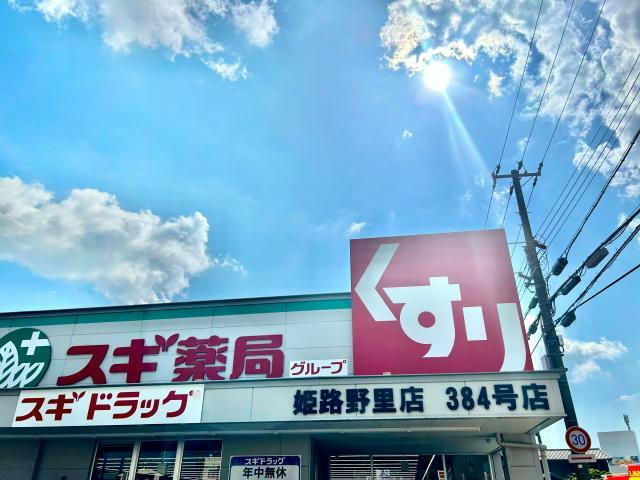 くすり
スギ薬局
グループ
スギドラッグ
姫路野里店 384号店
スギドラッグ
年中無休
30